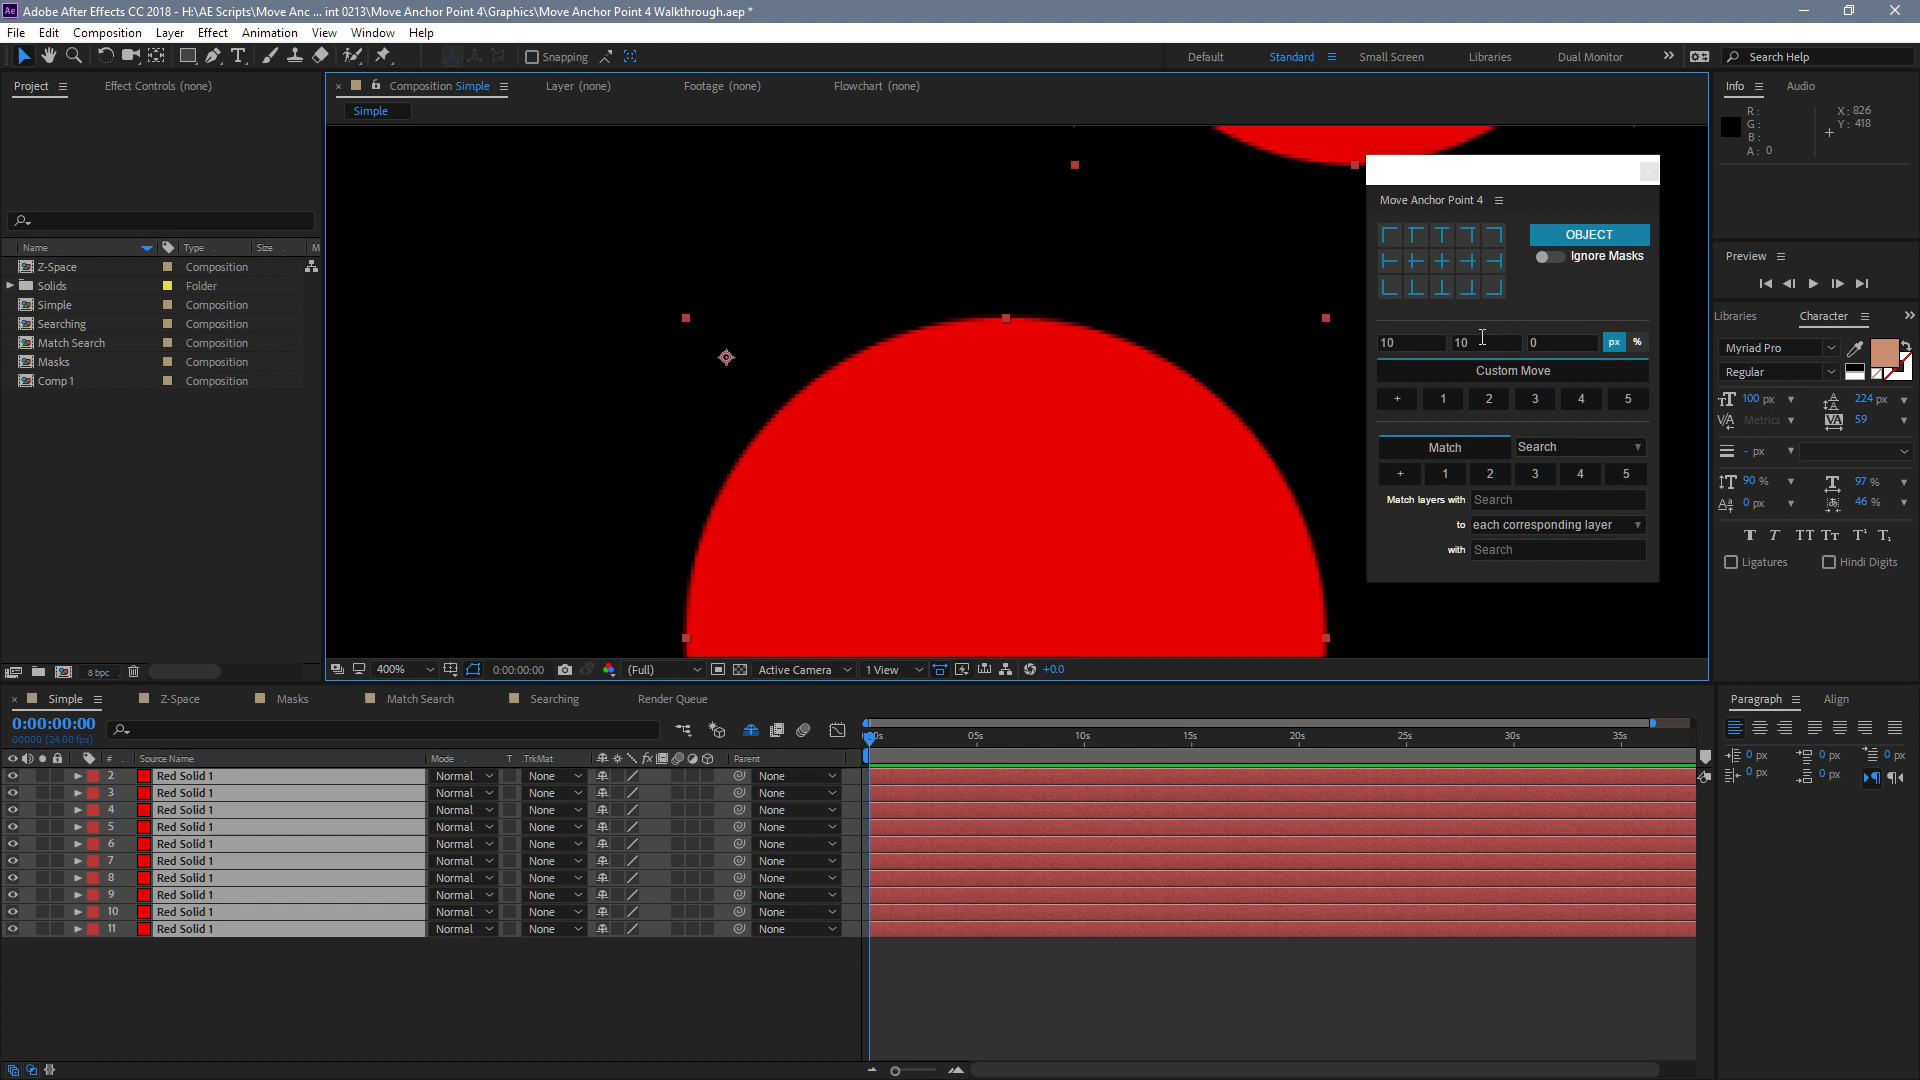 Ae Adobe After Effects CC 2018 - H:\AE Scripts\Move Anc ... int 0213\Move Anchor Point 4\Graphics\Move Anchor Point 4 Walkthrough.aep *
File Edit Composition Layer Effect Animation View Window Help
Snapping Default Standard Small Screen Libraries Dual Monitor Search Help
Project Effect Controls (none) Composition Simple Layer (none) Footage (none) Flowchart (none) Info Audio
Simple
R: X: 826
G: Y: 418
B:
A: 0
Move Anchor Point 4
OBJECT
Ignore Masks
Name Type Size M
Z-Space Composition
Solids Folder
Simple Composition
Searching Composition
Match Search Composition
Masks Composition
Comp 1 Composition
10 10 0 px %
Custom Move
+ 1 2 3 4 5
Match Search
+ 1 2 3 4 5
Match layers with Search
to each corresponding layer
with Search
Preview
Libraries Character
Myriad Pro
Regular
100 px 224 px
Metrics 59
- px
90 % 97 %
0 px 46 %
Ligatures Hindi Digits
8 bpc 400% 0:00:00:00 (Full) Active Camera 1 View +0.0
Simple Z-Space Masks Match Search Searching Render Queue
Paragraph Align
0:00:00:00
00000 (24.00 fps)
05s 10s 15s 20s 25s 30s 35s
# Source Name Mode T .TrkMat fx Parent
2 Red Solid 1 Normal None None
3 Red Solid 1 Normal None None
4 Red Solid 1 Normal None None
5 Red Solid 1 Normal None None
6 Red Solid 1 Normal None None
7 Red Solid 1 Normal None None
8 Red Solid 1 Normal None None
9 Red Solid 1 Normal None None
10 Red Solid 1 Normal None None
11 Red Solid 1 Normal None None
0 px 0 px 0 px
0 px 0 px